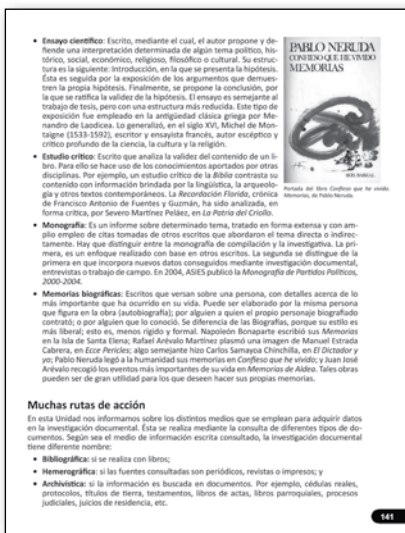 • Ensayo científico: Escrito, mediante el cual, el autor propone y de-
fiende una interpretación determinada de algún tema político, his-
tórico, social, económico, religioso, filosófico o cultural. Su estruc-
tura es la siguiente: Introducción, en la que se presenta la hipótesis.
Ésta es seguida por la exposición de los argumentos que demues-
tren la propia hipótesis. Finalmente, se propone la conclusión, por
la que se ratifica la validez de la hipótesis. El ensayo es semejante al
trabajo de tesis, pero con una estructura más reducida. Este tipo de
exposición fue empleado en la antigüedad clásica griega por Me-
nandro de Laodicea. Lo generalizó, en el siglo XVI, Michel de Mon-
taigne (1533-1592), escritor y ensayista francés, autor escéptico y
crítico profundo de la ciencia, la cultura y la religión.
• Estudio crítico: Escrito que analiza la validez del contenido de un li-
bro. Para ello se hace uso de los conocimientos aportados por otras
disciplinas. Por ejemplo, un estudio crítico de la Biblia contrasta su
contenido con información brindada por la lingüística, la arqueolo-
gía y otros textos contemporáneos. La Recordación Florida, crónica
de Francisco Antonio de Fuentes y Guzmán, ha sido analizada, en
forma crítica, por Severo Martínez Peláez, en La Patria del Criollo.
PABLO NERUDA
CONFIESO QUE HE VIVIDO
MEMORIAS
SEIX BARRAL
Portada del libro Confieso que he vivido
Memorias, de Pablo Neruda.
• Monografía: Es un informe sobre determinado tema, tratado en forma extensa y con am-
plio empleo de citas tomadas de otros escritos que abordaron el tema directa o indirec-
tamente. Hay que distinguir entre la monografía de compilación y la investigativa. La pri-
mera, es un enfoque realizado con base en otros escritos. La segunda se distingue de la
primera en que incorpora nuevos datos conseguidos mediante investigación documental,
entrevistas o trabajo de campo. En 2004, ASIES publicó la Monografía de Partidos Políticos,
2000-2004.
• Memorias biográficas: Escritos que versan sobre una persona, con detalles acerca de lo
más importante que ha ocurrido en su vida. Puede ser elaborado por la misma persona
que figura en la obra (autobiografía); por alguien a quien el propio personaje biografiado
contrató; o por alguien que lo conoció. Se diferencia de las Biografías, porque su estilo es
más liberal; esto es, menos rígido y formal. Napoleón Bonaparte escribió sus Memorias
en la Isla de Santa Elena; Rafael Arévalo Martínez plasmó una imagen de Manuel Estrada
Cabrera, en Ecce Pericles; algo semejante hizo Carlos Samayoa Chinchilla, en El Dictador y
yo; Pablo Neruda legó a la humanidad sus memorias en Confieso que he vivido; y Juan José
Arévalo recogió los eventos más importantes de su vida en Memorias de Aldea. Tales obras
pueden ser de gran utilidad para los que deseen hacer sus propias memorias.
Muchas rutas de acción
En esta Unidad nos informamos sobre los distintos medios que se emplean para adquirir datos
en la investigación documental. Ésta se realiza mediante la consulta de diferentes tipos de do-
cumentos. Según sea el medio de información escrita consultado, la investigación documental
tiene diferente nombre:
• Bibliográfica: si se realiza con libros;
• Hemerográfica: si las fuentes consultadas son periódicos, revistas o impresos; y
• Archivística: si la información es buscada en documentos. Por ejemplo, cédulas reales,
protocolos, títulos de tierra, testamentos, libros de actas, libros parroquiales, procesos
judiciales, juicios de residencia, etc.
141